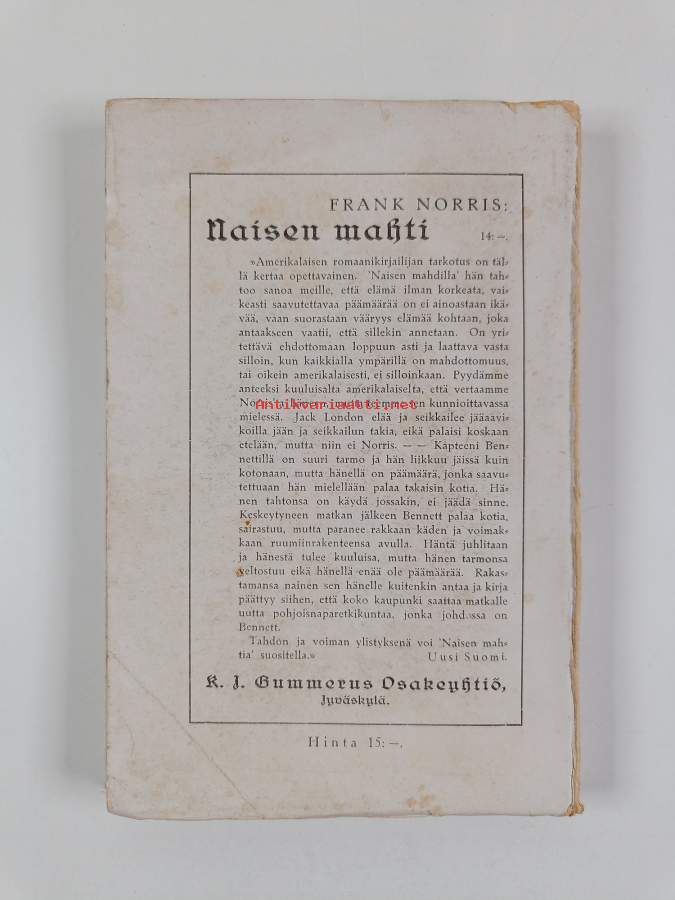 FRANK NORRIS:
Naisen mahti 14:—.
»Amerikalaisen romaanikirjailijan tarkotus on täl-
lä kertaa opettavainen. 'Naisen mahdilla' hän tah-
too sanoa meille, että elämä ilman korkeata, vai-
keasti saavutettavaa päämäärää on ei ainoastaan ikä-
vää, vaan suorastaan vääryys elämää kohtaan, joka
antaakseen vaatii, että sillekin annetaan. On yri-
tettävä ehdottomaan loppuun asti ja laattava vasta
silloin, kun kaikkialla ympärillä on mahdottomuus,
tai oikein amerikalaisesti, ei silloinkaan. Pyydämme
anteeksi kuuluisalta amerikalaiselta, että vertaamme
kunnioittavassa
Antikvariaatti.net
mielessä. Jack London elää ja seikkailee jääaavi-
koilla jään ja seikkailun takia, eikä palaisi koskaan
etelään, mutta niin ei Norris. — — Kapteeni Ben-
nettillä on suuri tarmo ja hän liikkuu jäissä kuin
kotonaan, mutta hänellä on päämäärä, jonka saavu-
tettuaan hän mielellään palaa takaisin kotia. Hä-
nen tahtonsa on käydä jossakin, ei jäädä sinne.
Keskeytyneen matkan jälkeen Bennett palaa kotia,
sairastuu, mutta paranee rakkaan käden ja voimak-
kaan ruumiinrakenteensa avulla. Häntä juhlitaan
ja hänestä tulee kuuluisa, mutta hänen tarmonsa
veltostuu eikä hänellä enää ole päämäärää. Rakas-
tamansa nainen sen hänelle kuitenkin antaa ja kirja
päättyy siihen, että koko kaupunki saattaa matkalle
uutta pohjoisnaparetkikuntaa, jonka johdossa on
Bennett.
Tahdon ja voiman ylistyksenä voi 'Naisen mah-
tia' suositella.» Uusi Suomi.
K. J. Gummerus Osakeyhtiö,
Jyväskylä.
Hinta 15:—.